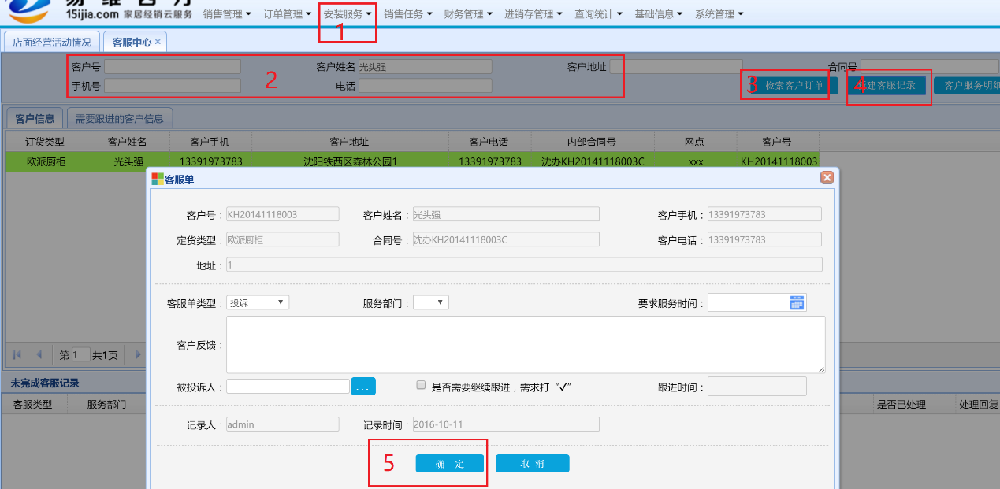 15ijia.com 家居经销云服务 销售管理 订单管理 安装服务 销售任务 财务管理 进销存管理 查询统计 基础信息 系统管理
1
店面经营活动情况 客服中心 ×
客户号 客户姓名 光头强 客户地址 合同号
手机号 2 电话 3 检索客户订单 4 建客服记录 客户服务明细
客户信息 需要跟进的客户信息
订货类型 客户姓名 客户手机 客户地址 客户电话 内部合同号 网点 客户号
欧派厨柜 光头强 13391973783 沈阳铁西区森林公园1 13391973783 沈办KH20141118003C xxx KH20141118003
客服单
客户号： KH20141118003 客户姓名： 光头强 客户手机： 13391973783
定货类型： 欧派厨柜 合同号： 沈办KH20141118003C 客户电话： 13391973783
地址： 1
客服单类型： 投诉 服务部门： 要求服务时间：
客户反馈：
第 1 共1页
被投诉人： ... 是否需要继续跟进，需求打“✓” 跟进时间：
未完成客服记录
客服类型 服务部门 是否已处理 处理回复
记录人： admin 记录时间： 2016-10-11
5 确 定 取 消